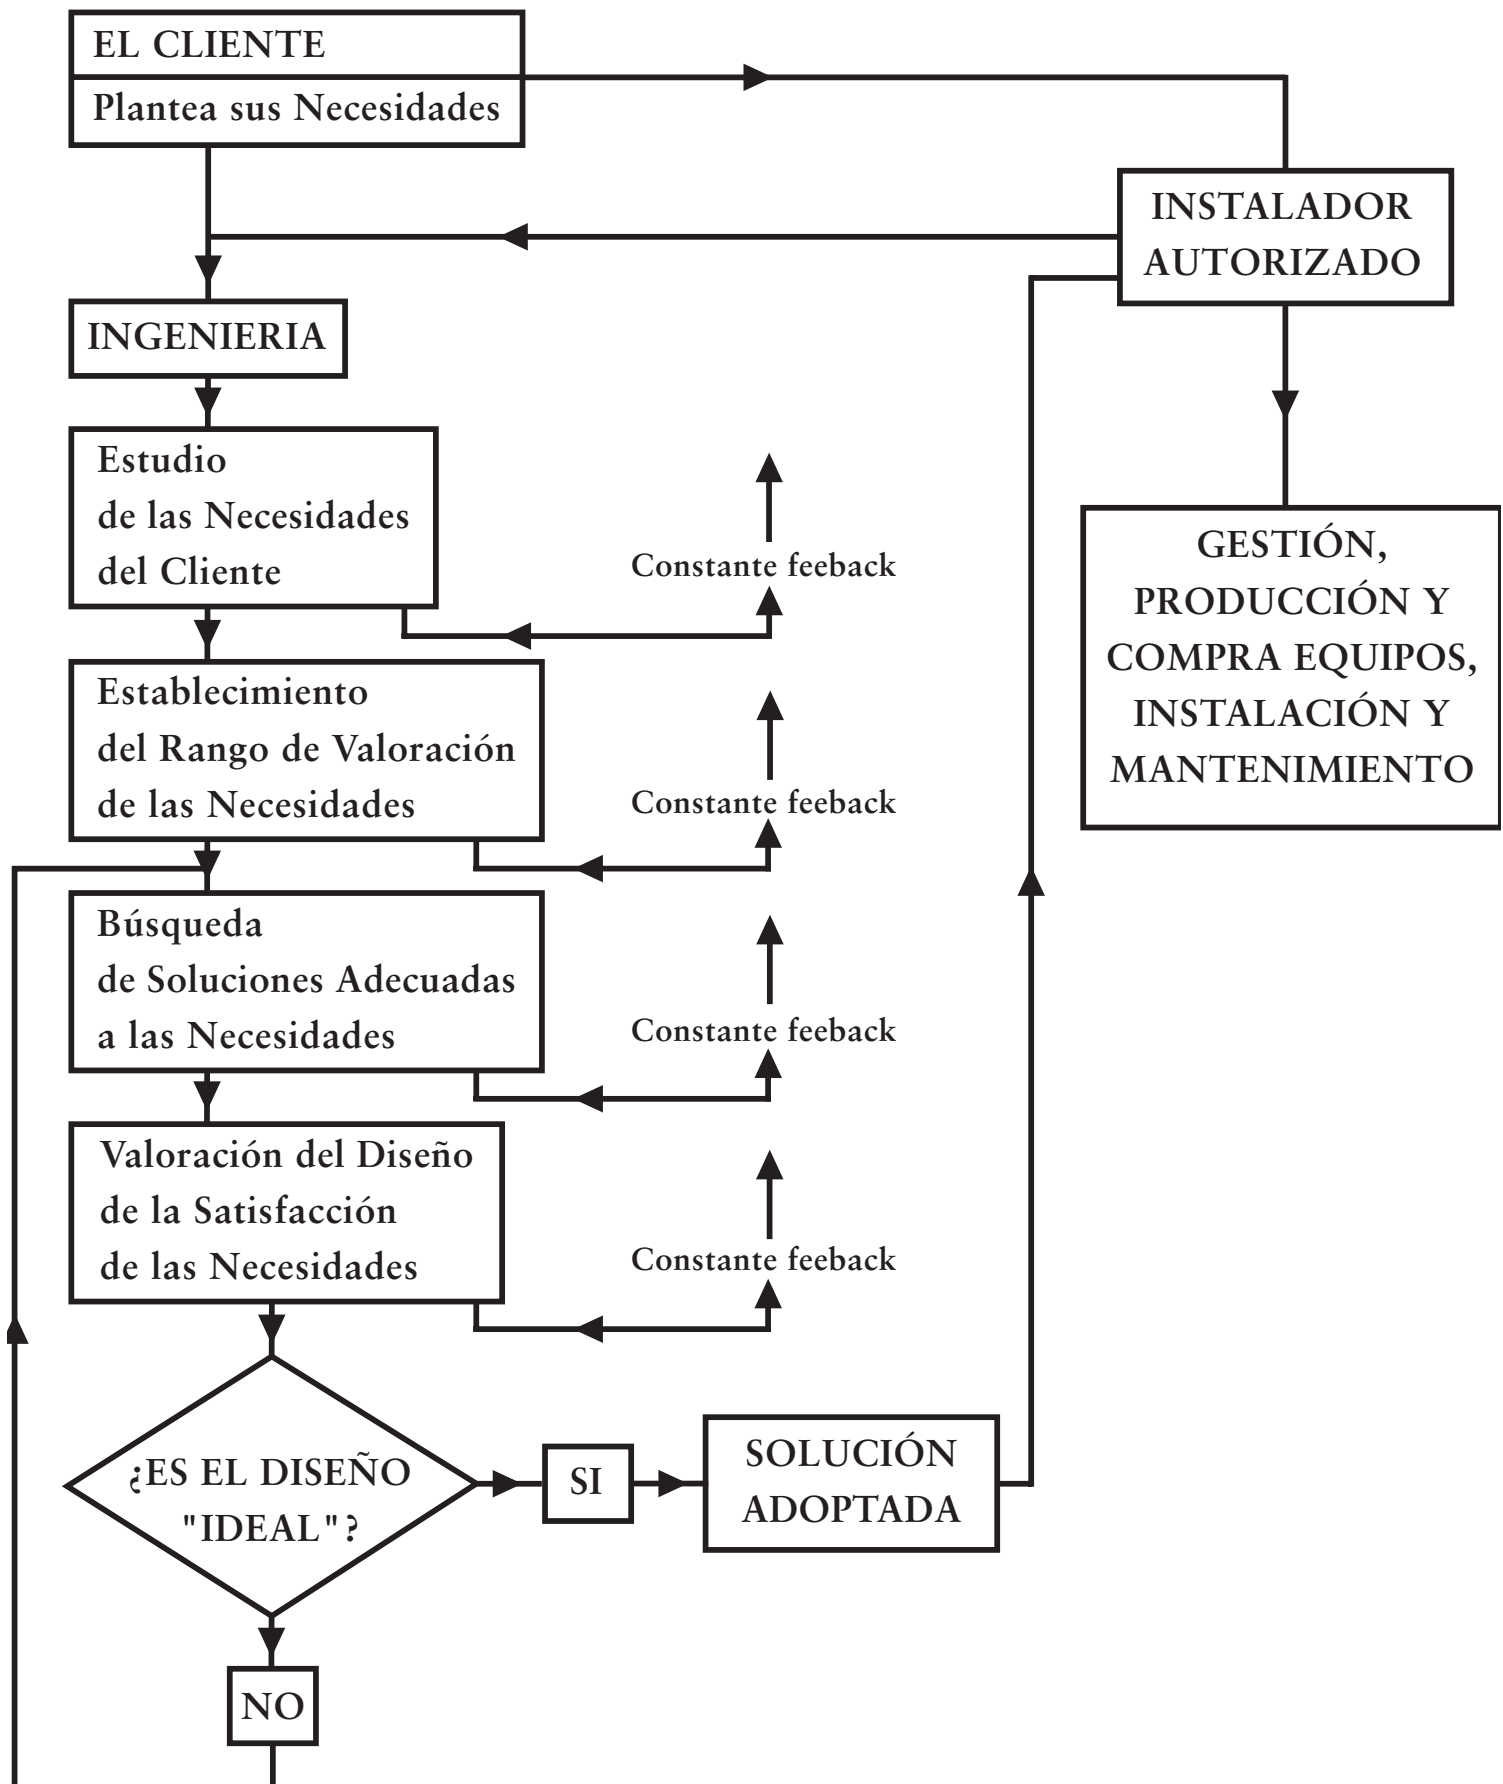 EL CLIENTE
Plantea sus Necesidades
INSTALADOR
AUTORIZADO
INGENIERIA
Estudio
de las Necesidades
del Cliente
Constante feeback
GESTIÓN,
PRODUCCIÓN Y
COMPRA EQUIPOS,
INSTALACIÓN Y
MANTENIMIENTO
Establecimiento
del Rango de Valoración
de las Necesidades
Constante feeback
Búsqueda
de Soluciones Adecuadas
a las Necesidades
Constante feeback
Valoración del Diseño
de la Satisfacción
de las Necesidades
Constante feeback
¿ES EL DISEÑO
"IDEAL"?
SI
SOLUCIÓN
ADOPTADA
NO